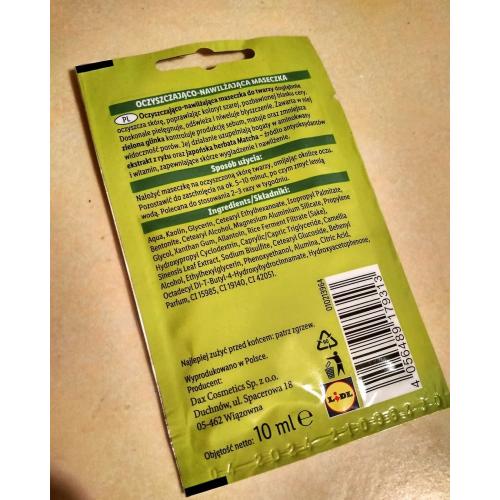 OCZYSZCZAJĄCO-NAWILŻAJĄCA MASECZKA
PL
Oczyszczająco-nawilżająca maseczka do twarzy dogłębnie
oczyszcza skórę, poprawiając koloryt szarej, pozbawionej blasku cery.
Doskonale pielęgnuje, odświeża i niweluje błyszczenie. Zawarta w niej
zielona glinka kontroluje produkcję sebum, matuje oraz zmniejsza
widoczność porów. Jej działanie uzupełniają bogaty w aminokwasy
ekstrakt z ryżu oraz japońska herbata Matcha – źródło antyoksydantów
i witamin, zapewniające skórze wygładzenie i nawilżenie.
Sposób użycia:
Nałożyć maseczkę na oczyszczoną skórę twarzy, omijając okolice oczu.
Pozostawić do zaschnięcia na ok. 5–10 minut, po czym zmyć letnią
wodą. Polecana do stosowania 2–3 razy w tygodniu.
Ingredients/Składniki:
Aqua, Kaolin, Glycerin, Cetearyl Ethylhexanoate, Isopropyl Palmitate,
Bentonite, Cetearyl Alcohol, Magnesium Aluminium Silicate, Propylene
Glycol, Xanthan Gum, Allantoin, Rice Ferment Filtrate (Sake),
Hydroxypropyl Cyclodextrin, Caprylic/Capric Triglyceride, Camellia
Sinensis Leaf Extract, Sodium Bisulfite, Cetearyl Glucoside, Behenyl
Alcohol, Ethylhexylglycerin, Bisenoxyethanol, Alumina, Citric Acid,
Octadecyl Di-T-Butyl-4-Hydroxyhydrocinnamate, Hydroxyacetophenone,
Parfum, CI 15985, CI 19140, CI 42051.
Najlepiej zużyć przed końcem: patrz zgrzew.
Wyprodukowano w Polsce.
Producent:
Dax Cosmetics Sp. z o.o.
Duchnów, ul. Spacerowa 18
05-462 Wiązowna
Objętość netto: 10 ml e
LIDL
4 056489 179313